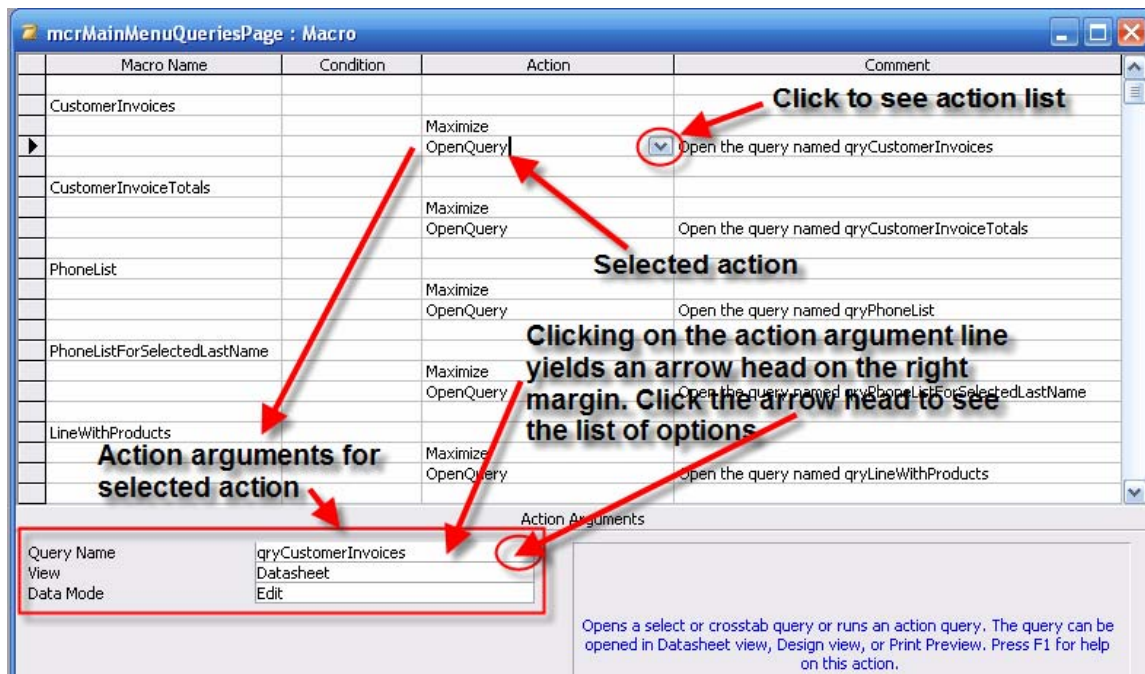 mcrMainMenuQueriesPage : Macro
Macro Name Condition Action Comment
Click to see action list
CustomerInvoices
Maximize
OpenQuery Open the query named qryCustomerInvoices
CustomerInvoiceTotals
Maximize
OpenQuery Open the query named qryCustomerInvoiceTotals
Selected action
PhoneList
Maximize
OpenQuery Open the query named qryPhoneList
Clicking on the action argument line
yields an arrow head on the right
margin. Click the arrow head to see
the list of options
PhoneListForSelectedLastName
Maximize
OpenQuery Open the query named qryPhoneListForSelectedLastName
LineWithProducts
Maximize
OpenQuery Open the query named qryLineWithProducts
Action arguments for
selected action
Action Arguments
Query Name qryCustomerInvoices
View Datasheet
Data Mode Edit
Opens a select or crosstab query or runs an action query. The query can be
opened in Datasheet view, Design view, or Print Preview. Press F1 for help
on this action.